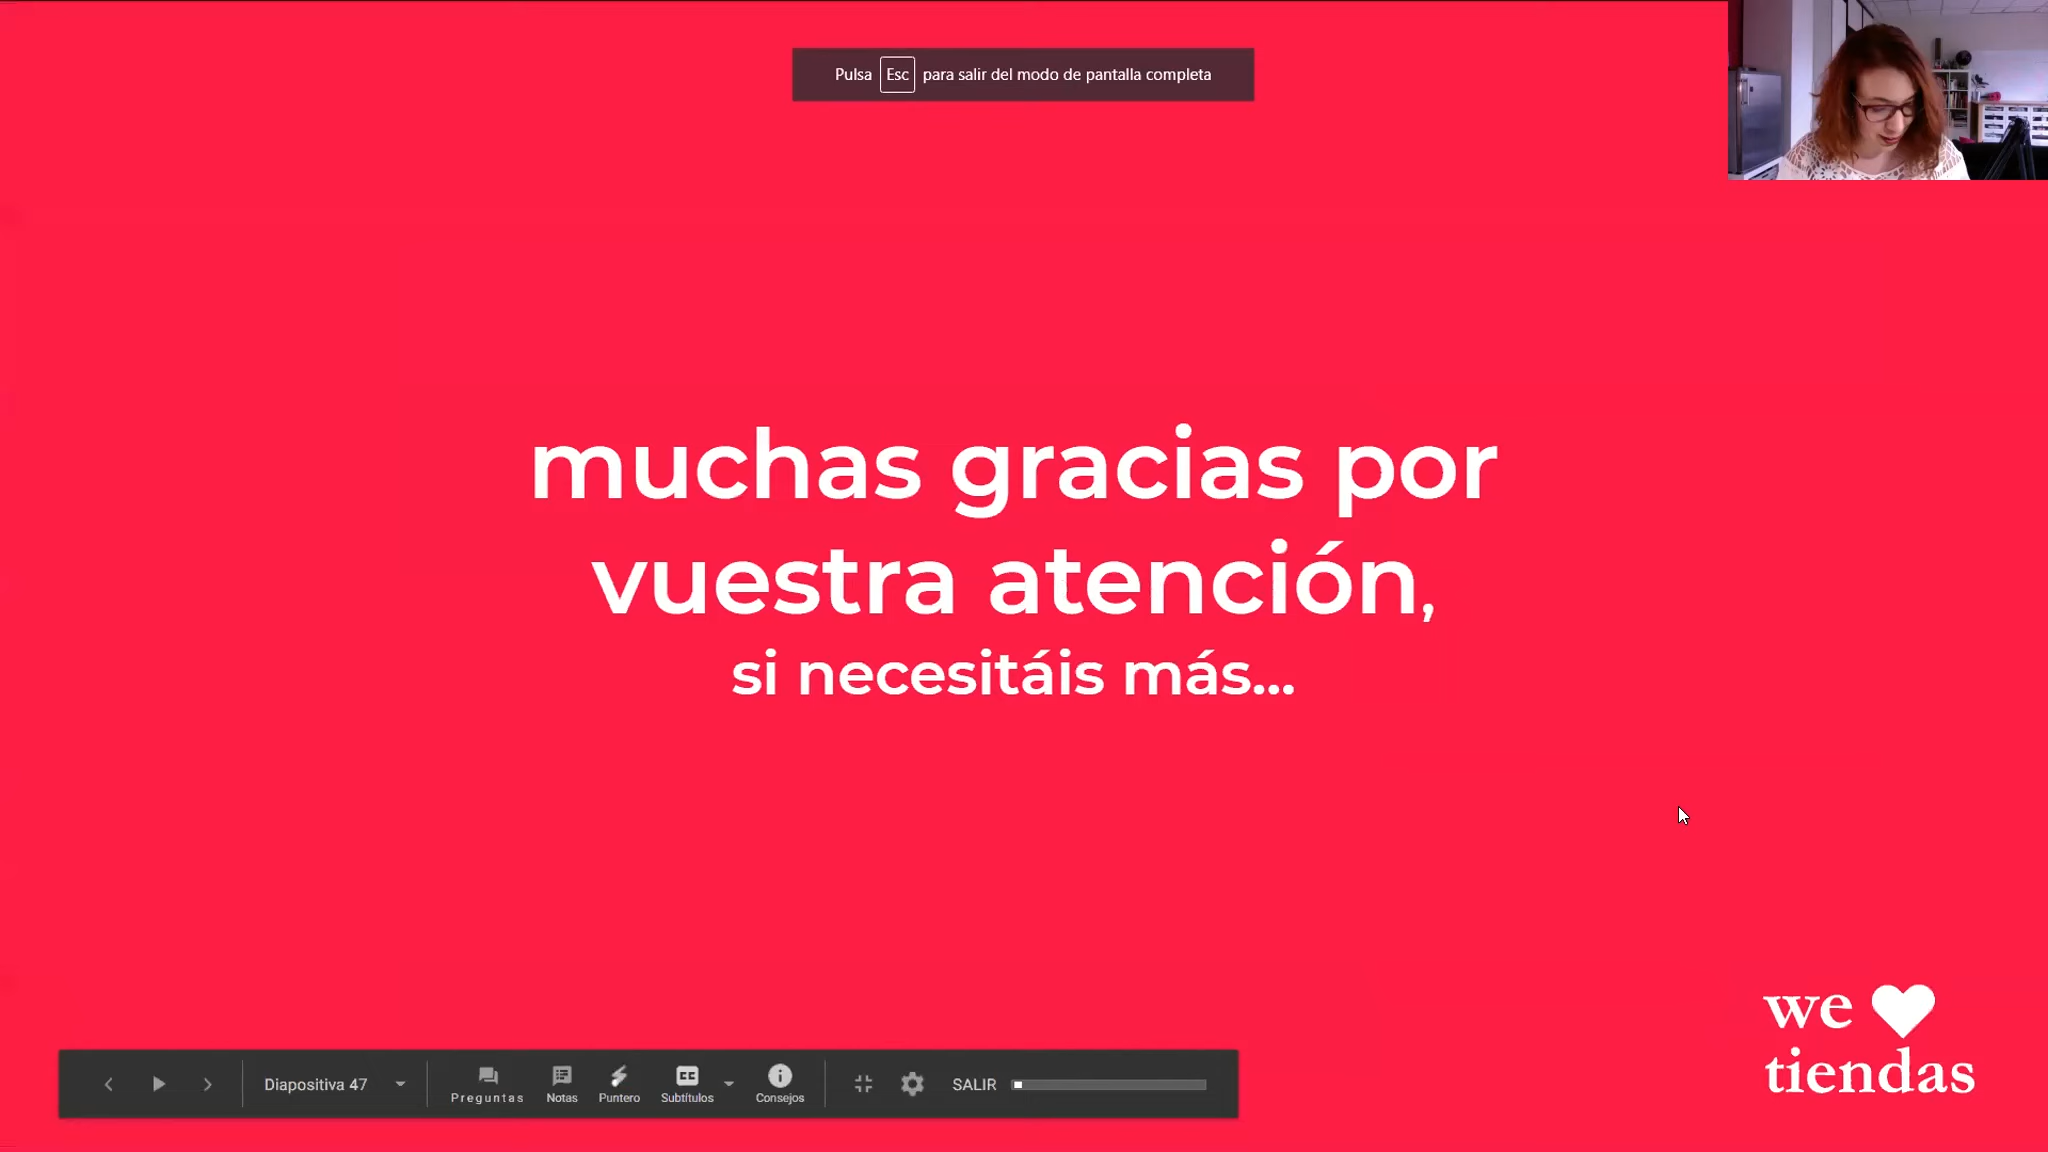 Pulsa Esc para salir del modo de pantalla completa
muchas gracias por
vuestra atención,
si necesitáis más...
we
tiendas
Diapositiva 47
Preguntas
Notas
Puntero
Subtítulos
Consejos
SALIR